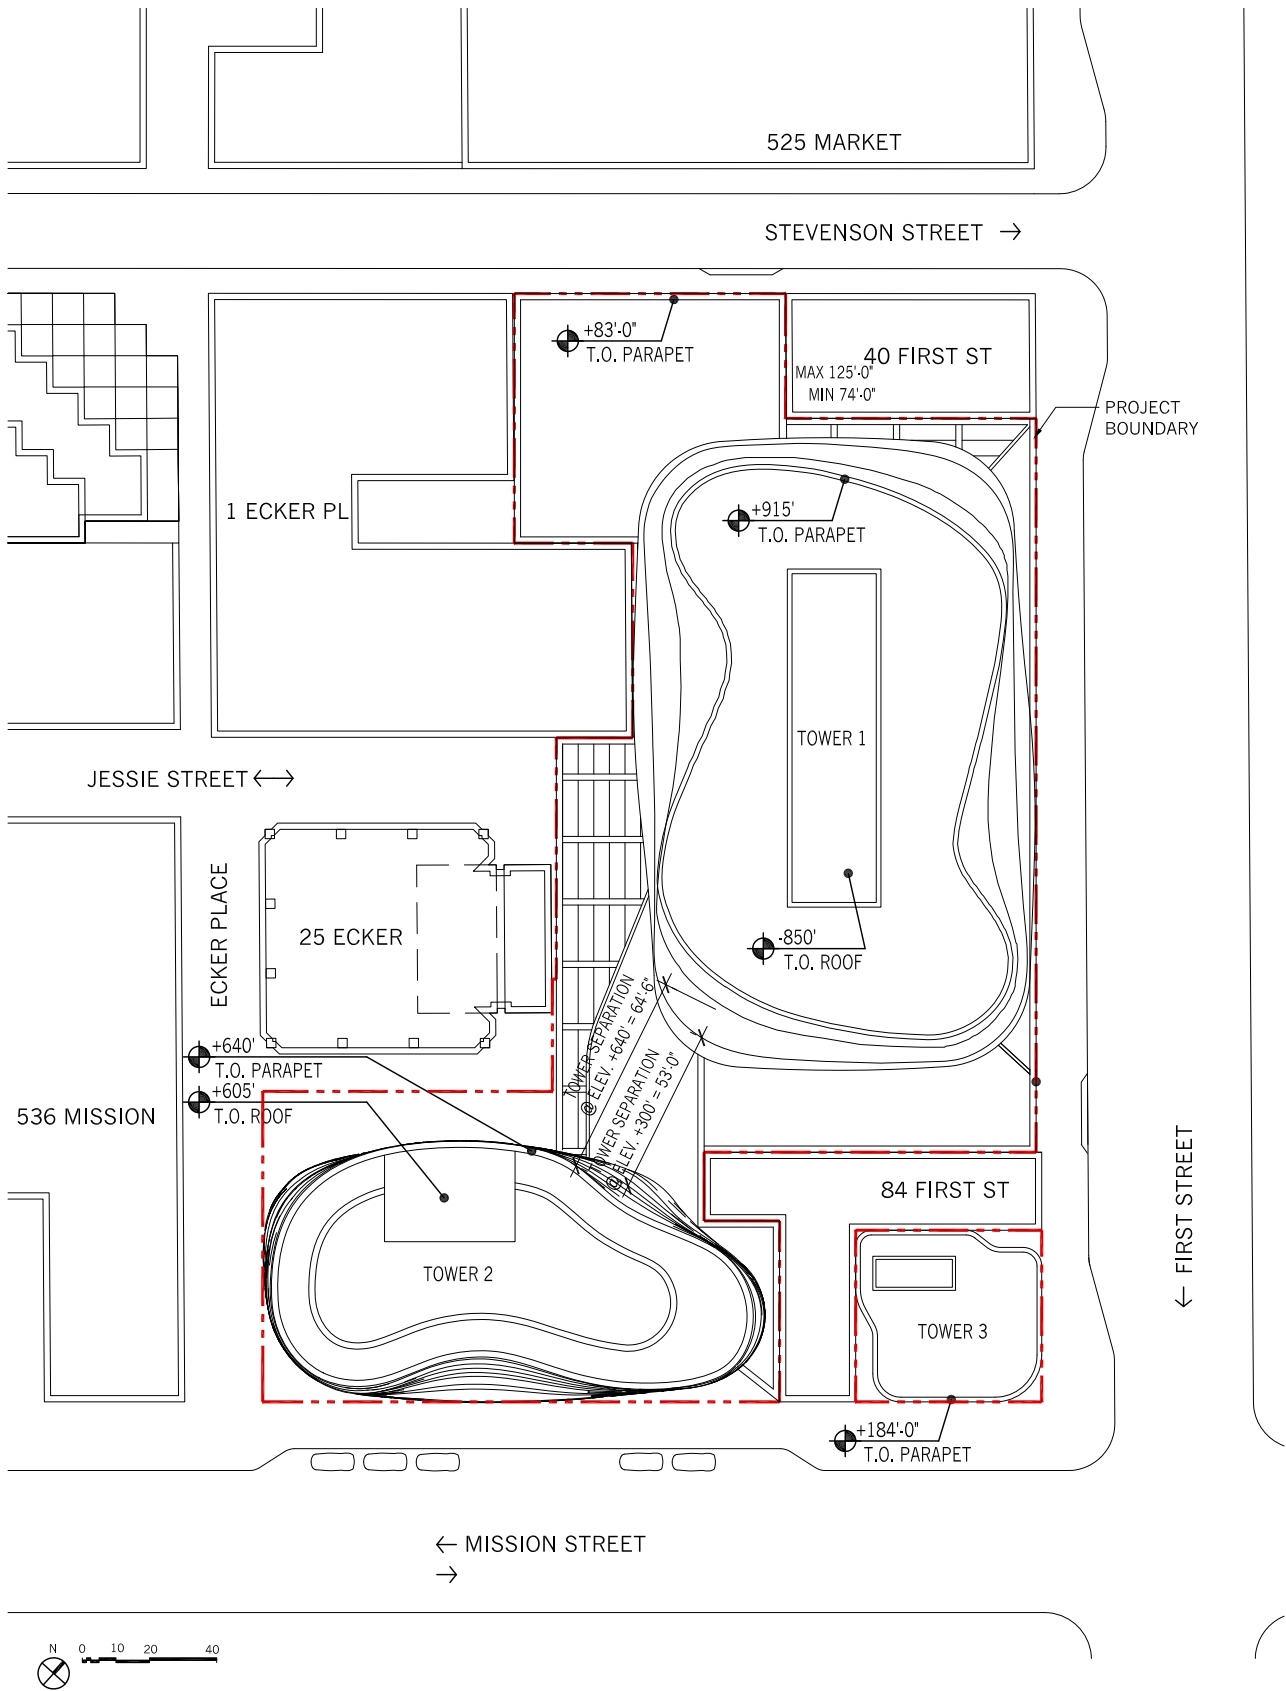 525 MARKET
STEVENSON STREET →
+83'-0"
T.O. PARAPET
40 FIRST ST
MAX 125'-0"
MIN 74'-0"
PROJECT
BOUNDARY
1 ECKER PL
+915'
T.O. PARAPET
TOWER 1
JESSIE STREET ↔
ECKER PLACE
25 ECKER
-850'
T.O. ROOF
TOWER SEPARATION
@ ELEV. +640' = 64'-6"
TOWER SEPARATION
@ ELEV. +300' = 53'-0"
+640'
T.O. PARAPET
+605'
T.O. ROOF
536 MISSION
84 FIRST ST
← FIRST STREET
TOWER 2
TOWER 3
+184'-0"
T.O. PARAPET
← MISSION STREET
→
N 0 10 20 40